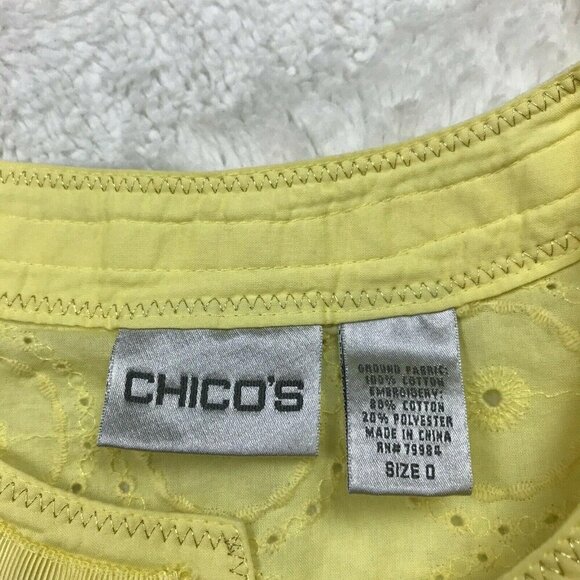 CHICO'S
GROUND FABRIC:
100% COTTON
EMBROIDERY:
80% COTTON
20% POLYESTER
MADE IN CHINA
RN# 79984
SIZE 0